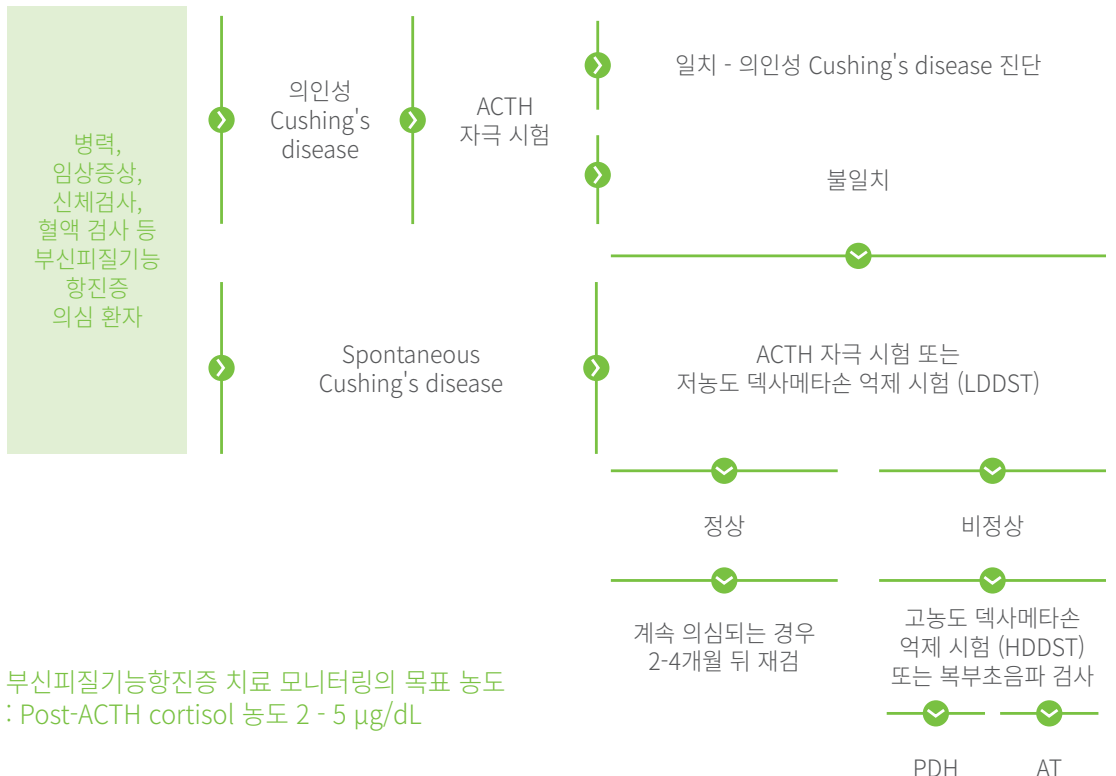 병력,
임상증상,
신체검사,
혈액 검사 등
부신피질기능
항진증
의심 환자
의인성
Cushing's
disease
ACTH
자극 시험
일치 - 의인성 Cushing's disease 진단
불일치
Spontaneous
Cushing's disease
ACTH 자극 시험 또는
저농도 덱사메타손 억제 시험 (LDDST)
정상
비정상
계속 의심되는 경우
2-4개월 뒤 재검
고농도 덱사메타손
억제 시험 (HDDST)
또는 복부초음파 검사
PDH
AT
부신피질기능항진증 치료 모니터링의 목표 농도
: Post-ACTH cortisol 농도 2 - 5 μg/dL